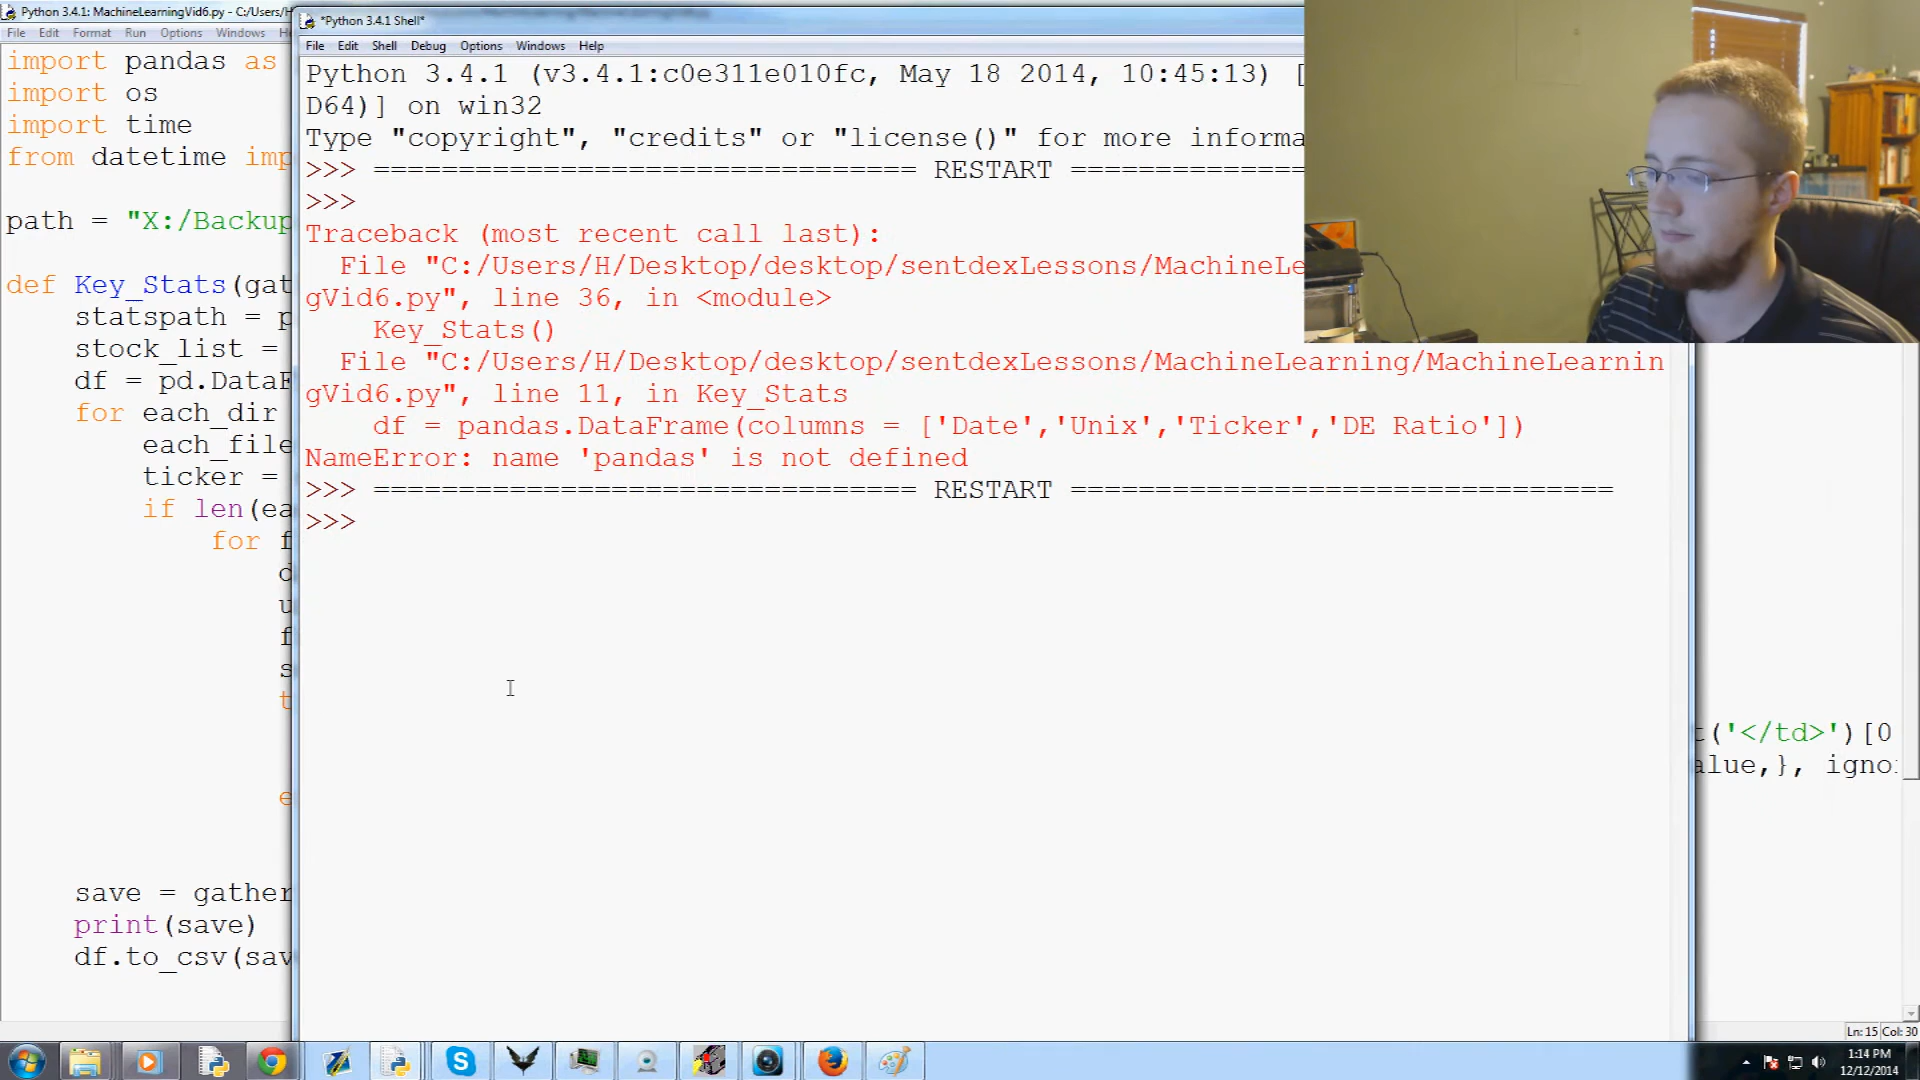 Python 3.4.1: MachineLearningVid6.py - C:/Users/H
File Edit Format Run Options Windows
import pandas as
import os
import time
from datetime imp
path = "X:/Backup
def Key_Stats(gat
statspath = p
stock_list =
df = pd.DataF
for each_dir
each_file
ticker =
if len(ea
for f
d
u
f
s
t
e
save = gather
print(save)
df.to_csv(sav
*Python 3.4.1 Shell*
File Edit Shell Debug Options Windows Help
Python 3.4.1 (v3.4.1:c0e311e010fc, May 18 2014, 10:45:13) [
D64)] on win32
Type "copyright", "credits" or "license()" for more informa
>>> ================================ RESTART ==============
>>>
Traceback (most recent call last):
File "C:/Users/H/Desktop/desktop/sentdexLessons/MachineLe
gVid6.py", line 36, in <module>
Key_Stats()
File "C:/Users/H/Desktop/desktop/sentdexLessons/MachineLearning/MachineLearnin
gVid6.py", line 11, in Key_Stats
df = pandas.DataFrame(columns = ['Date','Unix','Ticker','DE Ratio'])
NameError: name 'pandas' is not defined
>>> ================================ RESTART ================================
>>>
t('</td>')[0
alue,}, igno
Ln: 15 Col: 30
1:14 PM
12/12/2014